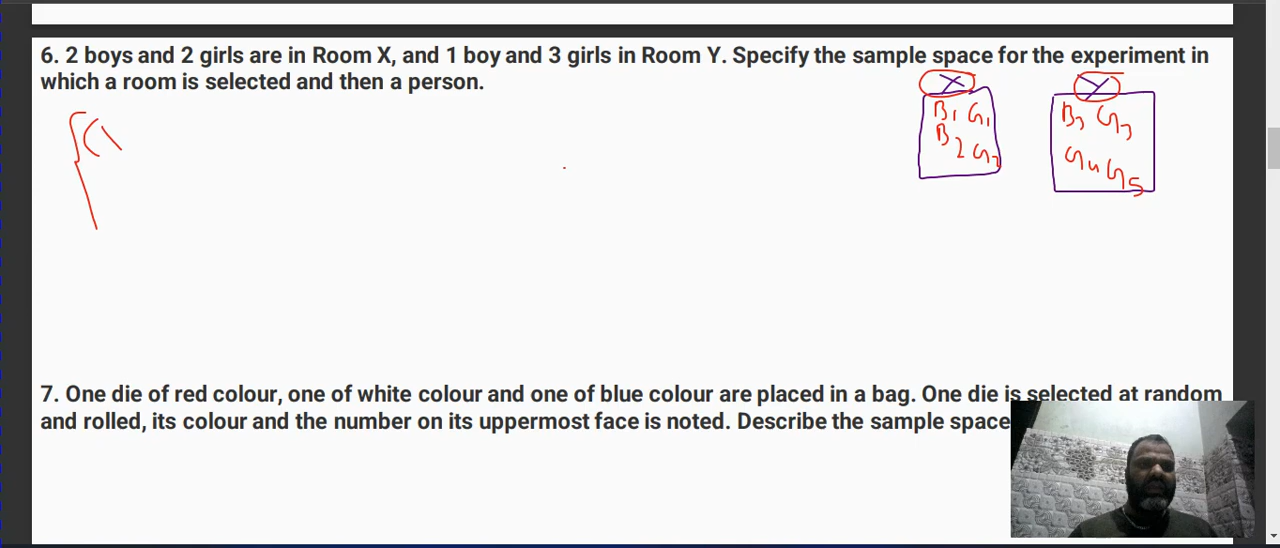 6. 2 boys and 2 girls are in Room X, and 1 boy and 3 girls in Room Y. Specify the sample space for the experiment in
which a room is selected and then a person.
X
Y
B1 G1
B2 G2
B3 G3
G4 G5
7. One die of red colour, one of white colour and one of blue colour are placed in a bag. One die is selected at random
and rolled, its colour and the number on its uppermost face is noted. Describe the sample space